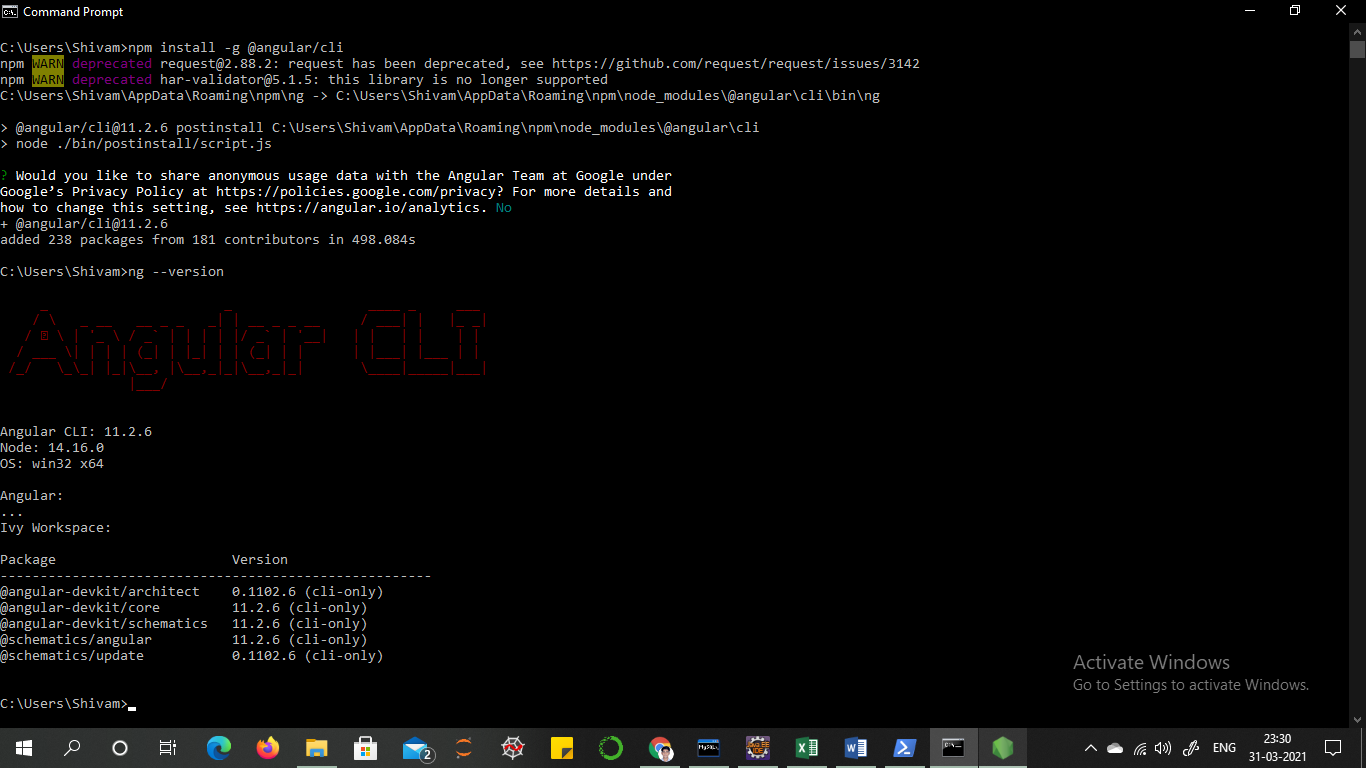 Command Prompt
C:\Users\Shivam>npm install -g @angular/cli
npm WARN deprecated request@2.88.2: request has been deprecated, see https://github.com/request/request/issues/3142
npm WARN deprecated har-validator@5.1.5: this library is no longer supported
C:\Users\Shivam\AppData\Roaming\npm\ng -> C:\Users\Shivam\AppData\Roaming\npm\node_modules\@angular\cli\bin\ng
> @angular/cli@11.2.6 postinstall C:\Users\Shivam\AppData\Roaming\npm\node_modules\@angular\cli
> node ./bin/postinstall/script.js
? Would you like to share anonymous usage data with the Angular Team at Google under
Google’s Privacy Policy at https://policies.google.com/privacy? For more details and
how to change this setting, see https://angular.io/analytics. No
+ @angular/cli@11.2.6
added 238 packages from 181 contributors in 498.084s
C:\Users\Shivam>ng --version
Angular CLI
Angular CLI: 11.2.6
Node: 14.16.0
OS: win32 x64
Angular:
...
Ivy Workspace:
Package Version
------------------------------------------------------
@angular-devkit/architect 0.1102.6 (cli-only)
@angular-devkit/core 11.2.6 (cli-only)
@angular-devkit/schematics 11.2.6 (cli-only)
@schematics/angular 11.2.6 (cli-only)
@schematics/update 0.1102.6 (cli-only)
C:\Users\Shivam>
Activate Windows
Go to Settings to activate Windows.
2
MySQL
ENG
23:30
31-03-2021